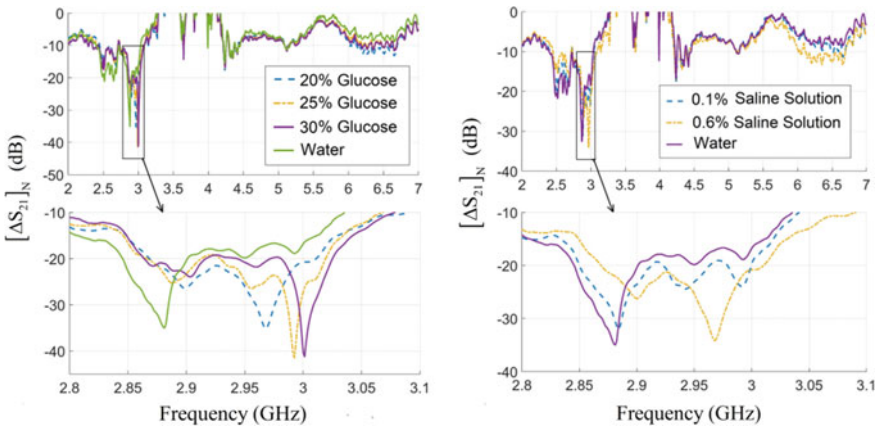 0
-10
-20
-30
-40
-50
2 2.5 3 3.5 4 4.5 5 5.5 6 6.5 7
20% Glucose
25% Glucose
30% Glucose
Water
[ΔS21]N (dB)
-10
-20
-30
-40
-45
2.8 2.85 2.9 2.95 3 3.05 3.1
Frequency (GHz)
0
-10
-20
-30
-40
2 2.5 3 3.5 4 4.5 5 5.5 6 6.5 7
0.1% Saline Solution
0.6% Saline Solution
Water
[ΔS21]N (dB)
-10
-20
-30
-40
2.8 2.85 2.9 2.95 3 3.05 3.1
Frequency (GHz)